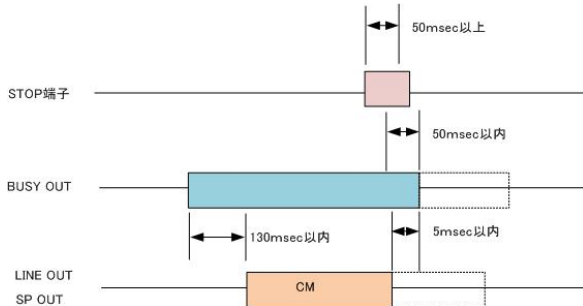 50msec以上
STOP端子
50msec以内
BUSY OUT
130msec以内
5msec以内
LINE OUT
CM
SP OUT